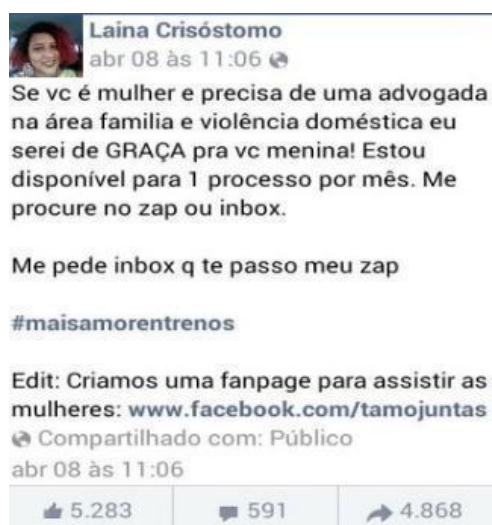 Laina Crisóstomo
abr 08 às 11:06
Se vc é mulher e precisa de uma advogada
na área familia e violência doméstica eu
serei de GRAÇA pra vc menina! Estou
disponível para 1 processo por mês. Me
procure no zap ou inbox.
Me pede inbox q te passo meu zap
#maisamorentrenos
Edit: Criamos uma fanpage para assistir as
mulheres: www.facebook.com/tamojuntas
Compartilhado com: Público
abr 08 às 11:06
5.283 591 4.868